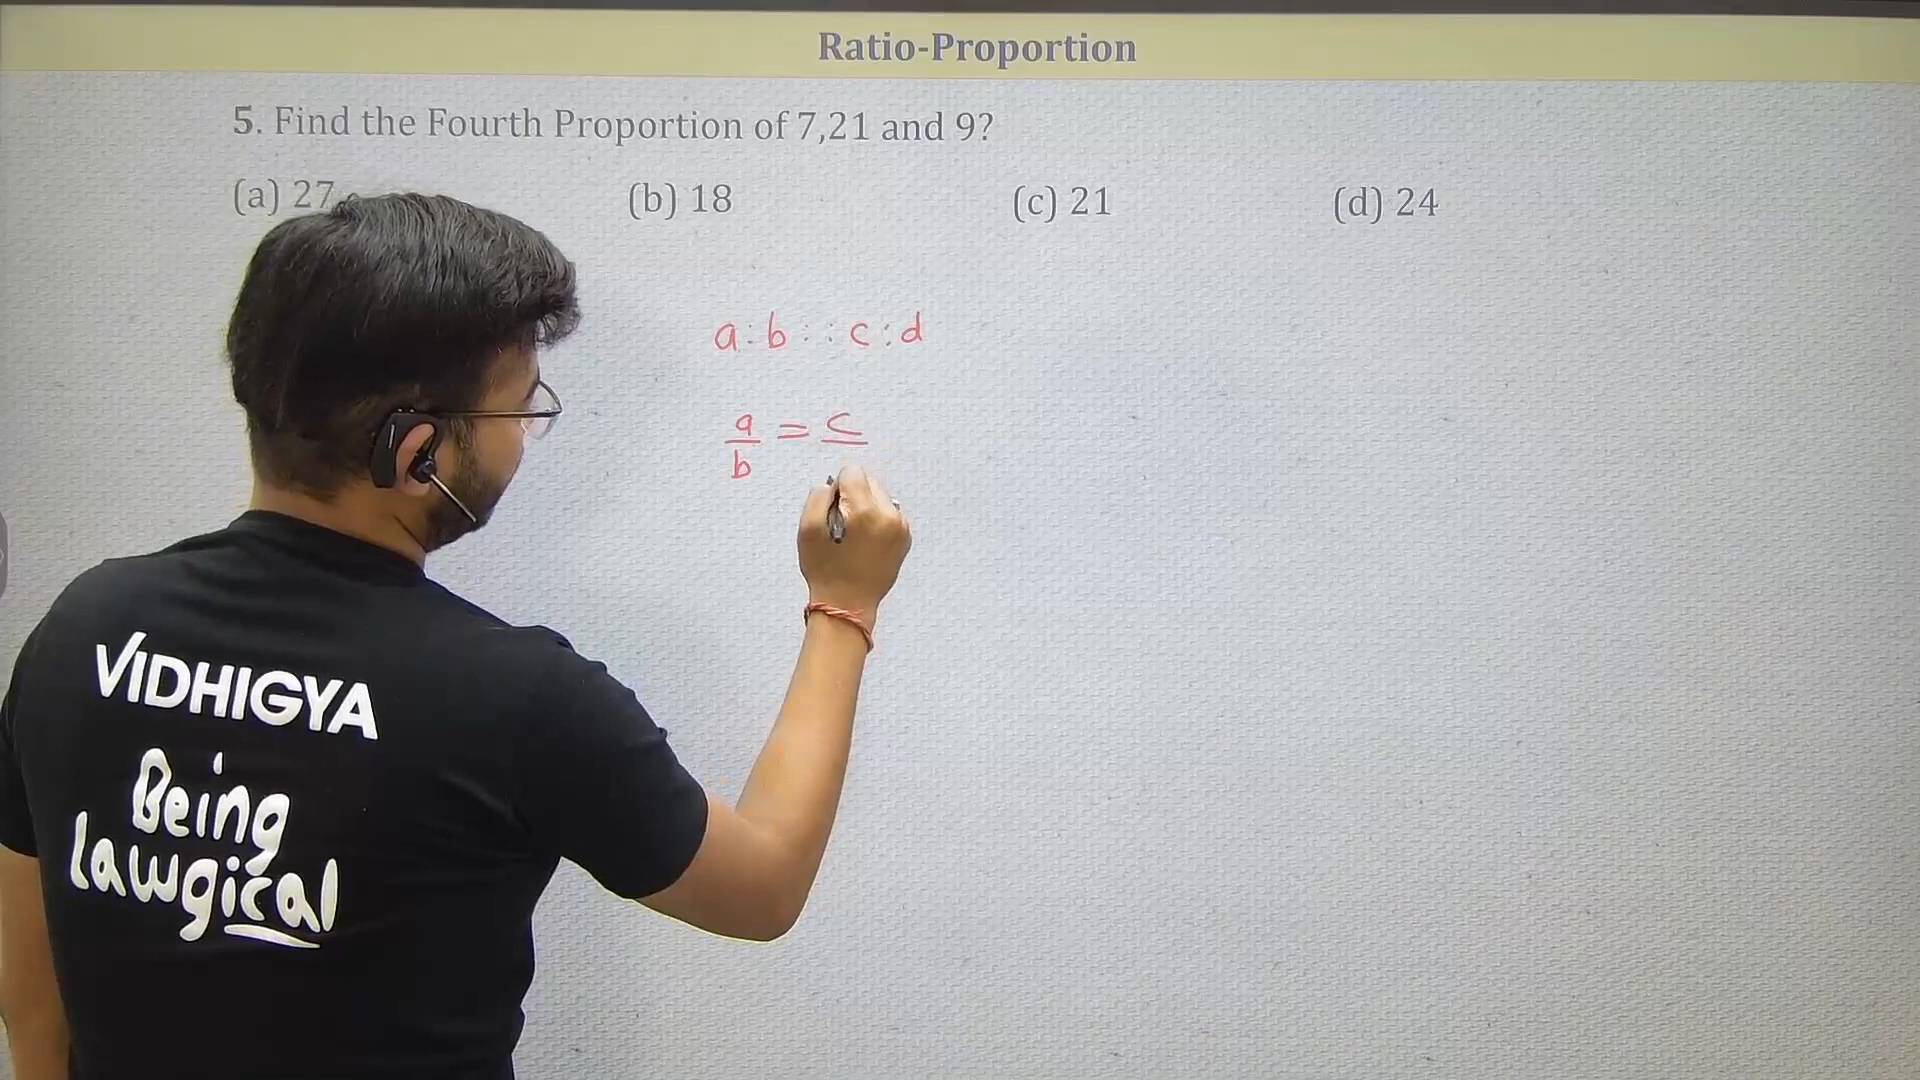 Ratio-Proportion
5. Find the Fourth Proportion of 7,21 and 9?
(a) 27 (b) 18 (c) 21 (d) 24
a:b::c:d
a/b = c/
VIDHIGYA
Being
Lawgical